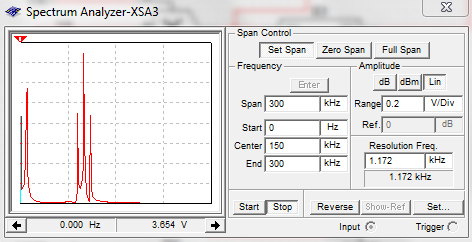 Spectrum Analyzer-XSA3
Span Control
Set Span Zero Span Full Span
Frequency
Enter
Span 300 kHz
Start 0 Hz
Center 150 kHz
End 300 kHz
Amplitude
dB dBm Lin
Range 0.2 V/Div
Ref. 0 dB
Resolution Freq.
1.172 kHz
1.172 kHz
Start Stop Reverse Show-Ref Set...
0.000 Hz 3.654 V
Input Trigger